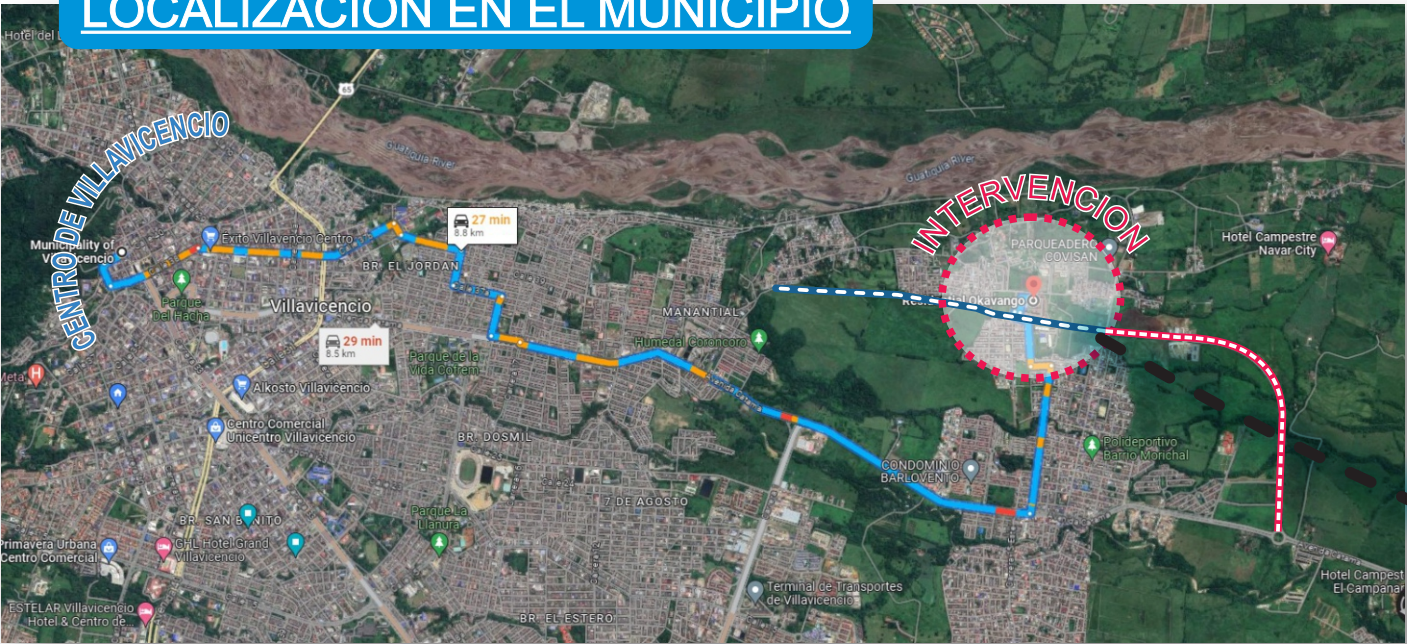 LOCALIZACIÓN EN EL MUNICIPIO
Hotel del
65
Guatiquía River
Guatiquía River
CENTRO DE VILLAVICENCIO
INTERVENCION
27 min
8.8 km
Municipality of
Villavicencio
Exito Villavicencio Centro
PARQUEADERO
COVISAN
Hotel Campestre
Navar City
BR. EL JORDAN
Parque
Del Hacha
Villavicencio
Residencial Okavango
MANANTIAL
29 min
8.5 km
Humedal Coroncoro
Parque de la
Vida Cofrem
Meta
Alkosto Villavicencio
Centro Comercial
Unicentro Villavicencio
BR. DOSMIL
Polideportivo
Barrio Morichal
CONDOMINIO
BARLOVENTO
7 DE AGOSTO
Parque La
Llanura
BR. SAN BENITO
Primavera Urbana
Centro Comercial
GHL Hotel Grand
Villavicencio
Terminal de Transportes
de Villavicencio
Hotel Campest
El Campanar
ESTELAR Villavicencio
Hotel & Centro de...
BR. EL ESTERO